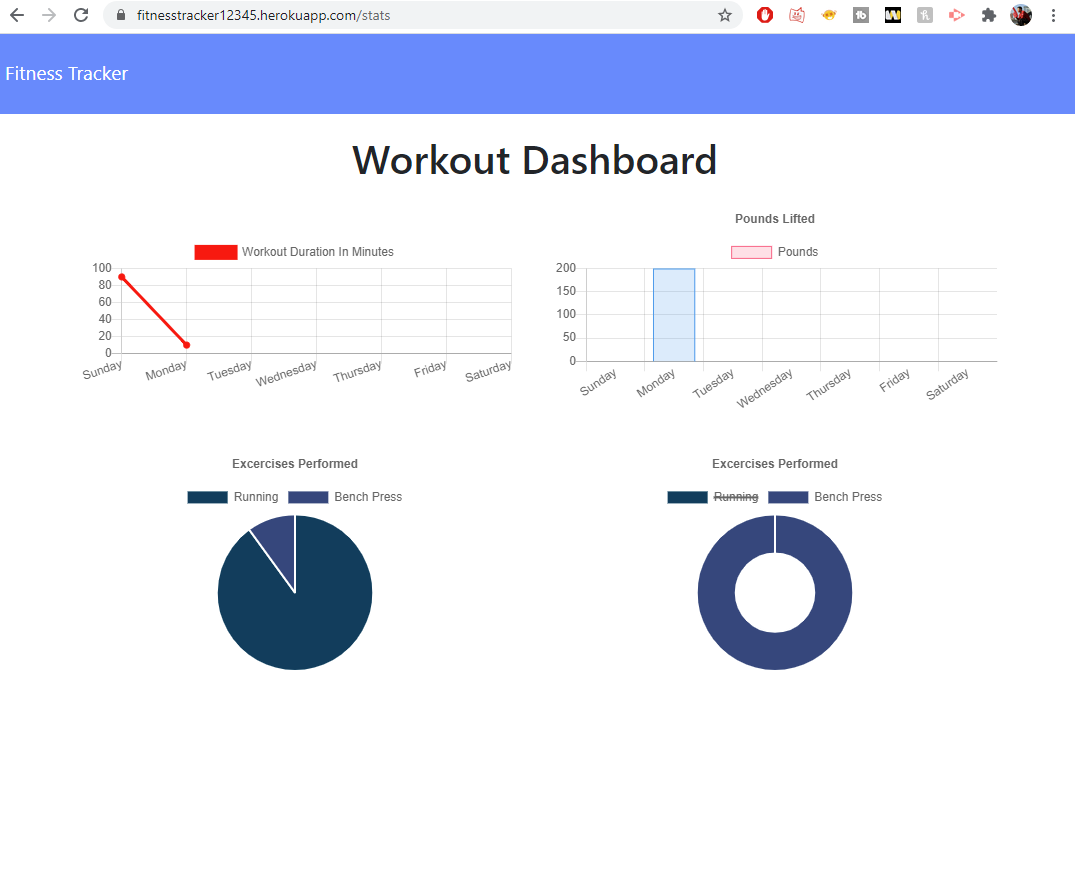 fitnesstracker12345.herokuapp.com/stats
Fitness Tracker
Workout Dashboard
Workout Duration In Minutes
100
80
60
40
20
0
Sunday Monday Tuesday Wednesday Thursday Friday Saturday
Pounds Lifted
Pounds
200
150
100
50
0
Sunday Monday Tuesday Wednesday Thursday Friday Saturday
Excercises Performed
Running Bench Press
Excercises Performed
Running Bench Press